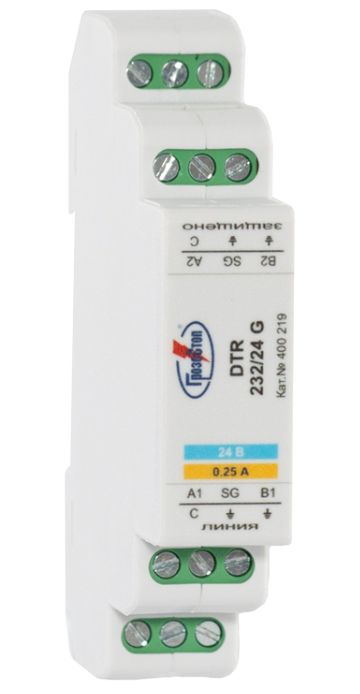 защищено
C ⏚ ⏚
A2 SG B2
ГрозоСтоп ®
DTR
232/24 G
Кат.№ 400 219
24 В
0.25 А
A1 SG B1
C ⏚ ⏚
линия